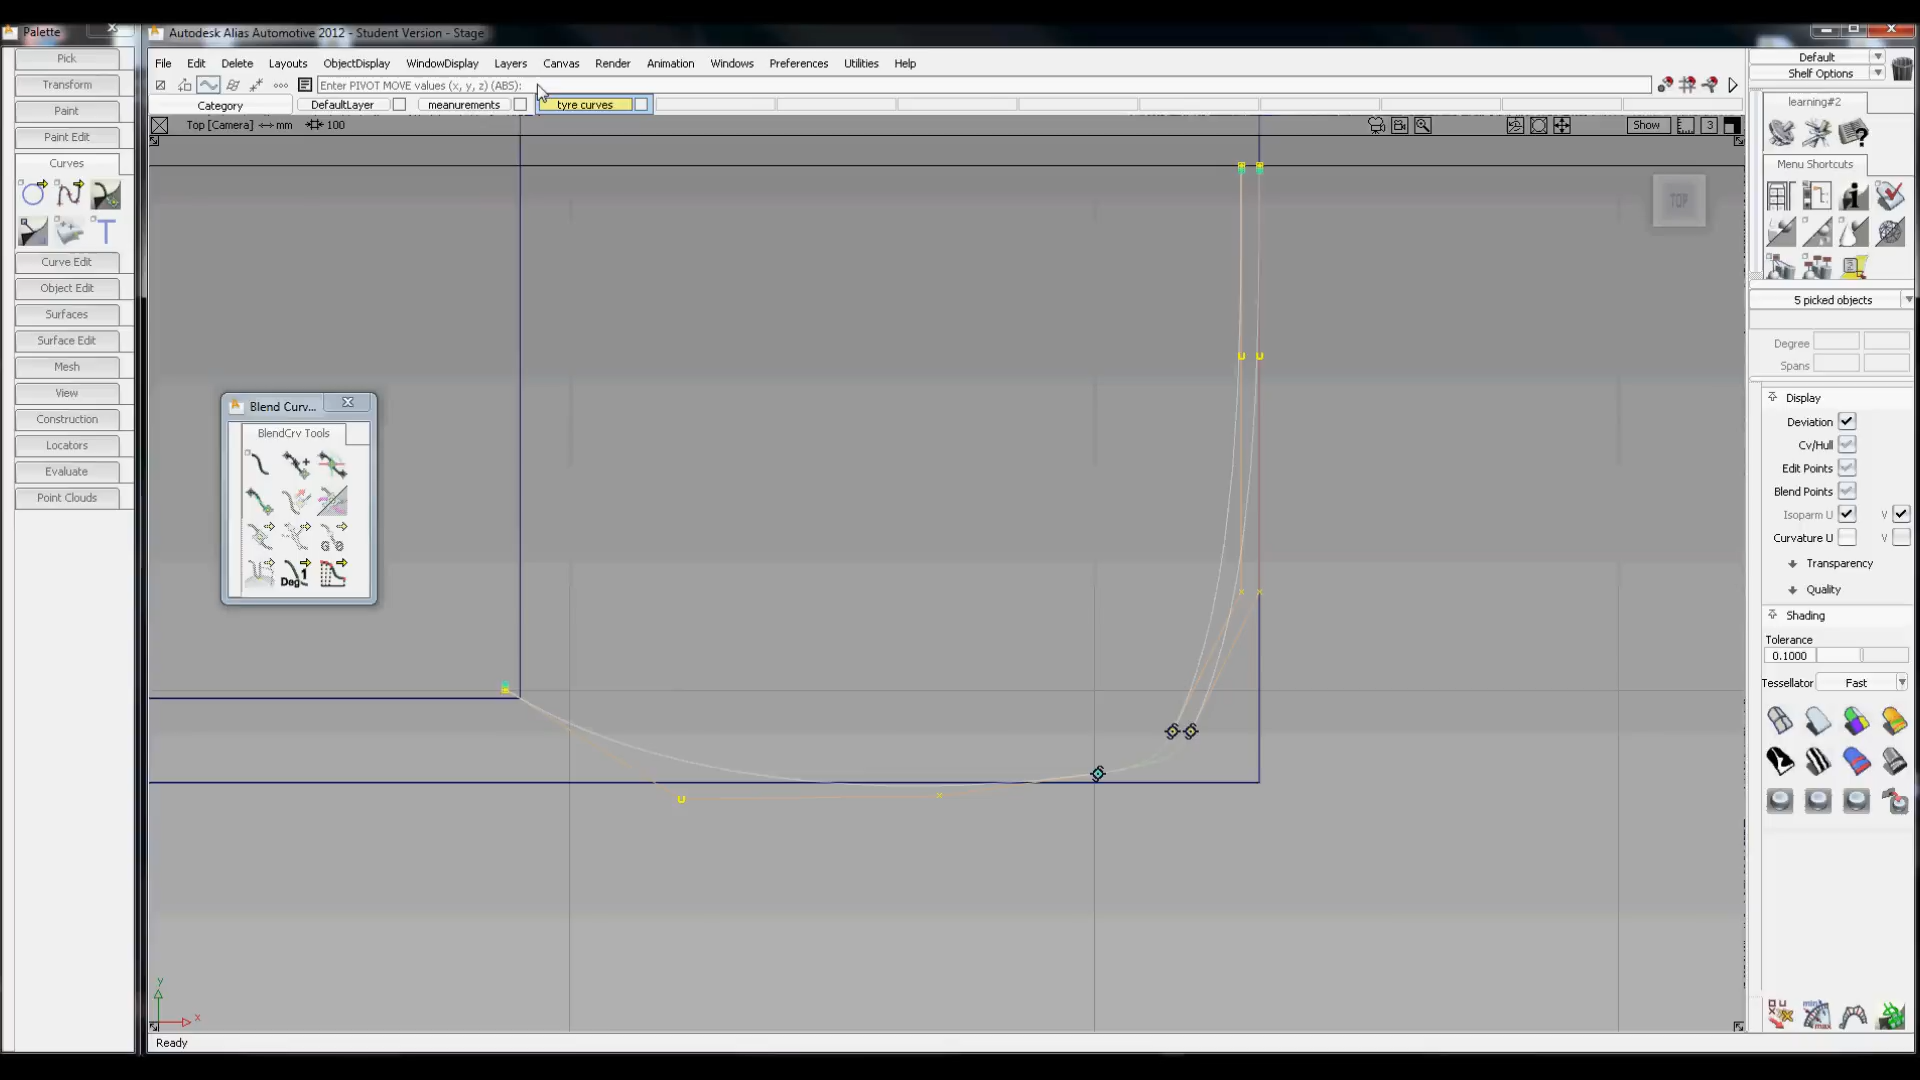 Palette
Autodesk Alias Automotive 2012 - Student Version - Stage
File Edit Delete Layouts ObjectDisplay WindowDisplay Layers Canvas Render Animation Windows Preferences Utilities Help
Enter PIVOT MOVE values (x, y, z) (ABS):
Category DefaultLayer meanurements tyre curves
Top [Camera] mm 100
Show
3
TOP
Pick
Transform
Paint
Paint Edit
Curves
Curve Edit
Object Edit
Surfaces
Surface Edit
Mesh
View
Construction
Locators
Evaluate
Point Clouds
Blend Curv...
BlendCrv Tools
Deg 1
Default
Shelf Options
learning#2
Menu Shortcuts
5 picked objects
Degree
Spans
Display
Deviation
Cv/Hull
Edit Points
Blend Points
Isoparm U V
Curvature U V
Transparency
Quality
Shading
Tolerance
0.1000
Tessellator Fast
y
x
Ready